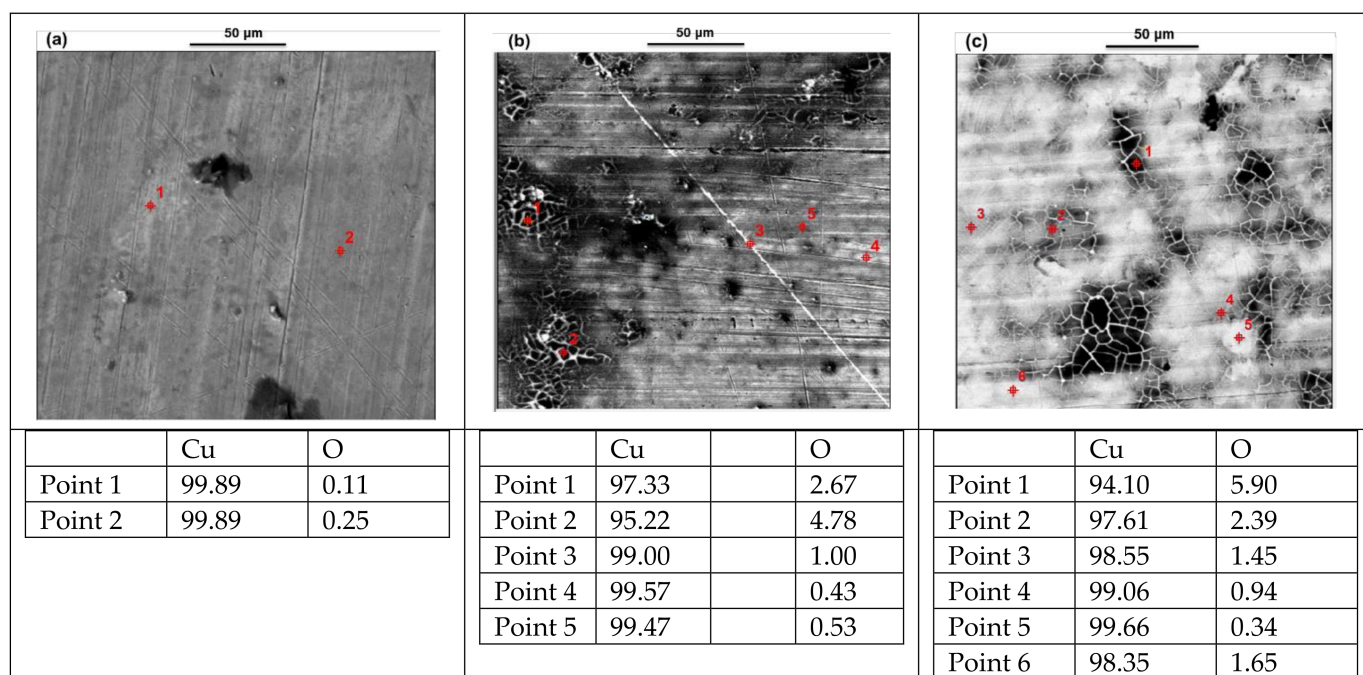 (a) 50 µm
1
2
(b) 50 µm
1
2
3
4
5
(c) 50 µm
1
2
3
4
5
6
Cu O
Point 1 99.89 0.11
Point 2 99.89 0.25
Cu O
Point 1 97.33 2.67
Point 2 95.22 4.78
Point 3 99.00 1.00
Point 4 99.57 0.43
Point 5 99.47 0.53
Cu O
Point 1 94.10 5.90
Point 2 97.61 2.39
Point 3 98.55 1.45
Point 4 99.06 0.94
Point 5 99.66 0.34
Point 6 98.35 1.65